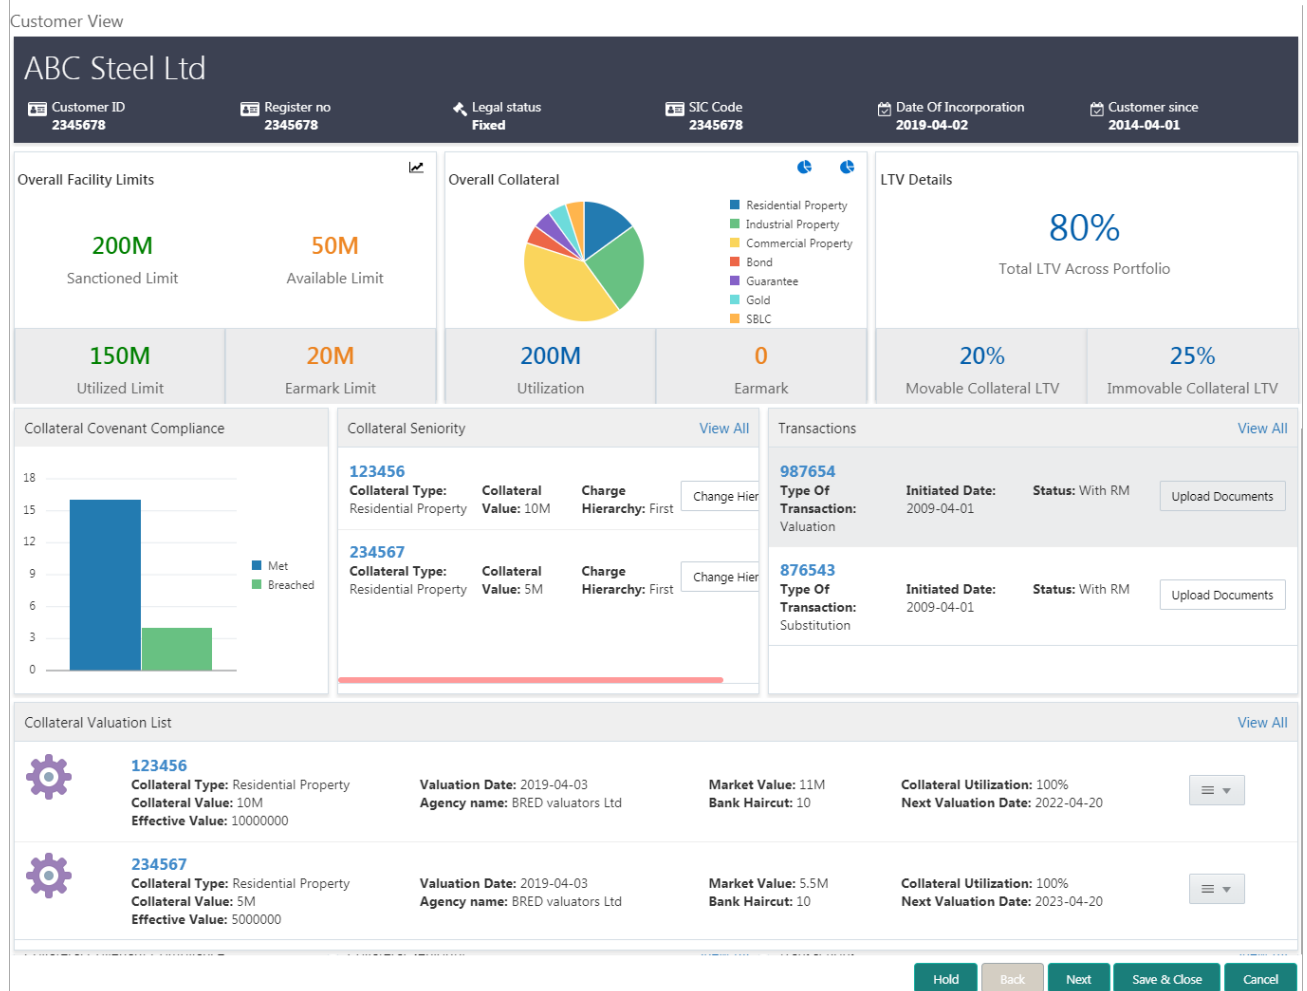 Customer View
ABC Steel Ltd
Customer ID
2345678
Register no
2345678
Legal status
Fixed
SIC Code
2345678
Date Of Incorporation
2019-04-02
Customer since
2014-04-01
Overall Facility Limits
200M
Sanctioned Limit
50M
Available Limit
150M
Utilized Limit
20M
Earmark Limit
Overall Collateral
Residential Property
Industrial Property
Commercial Property
Bond
Guarantee
Gold
SBLC
200M
Utilization
0
Earmark
LTV Details
80%
Total LTV Across Portfolio
20%
Movable Collateral LTV
25%
Immovable Collateral LTV
Collateral Covenant Compliance
18
15
12
9
6
3
0
Met
Breached
Collateral Seniority
View All
123456
Collateral Type:
Residential Property
Collateral
Value: 10M
Charge
Hierarchy: First
Change Hier
234567
Collateral Type:
Residential Property
Collateral
Value: 5M
Charge
Hierarchy: First
Change Hier
Transactions
View All
987654
Type Of
Transaction:
Valuation
Initiated Date:
2009-04-01
Status: With RM
Upload Documents
876543
Type Of
Transaction:
Substitution
Initiated Date:
2009-04-01
Status: With RM
Upload Documents
Collateral Valuation List
View All
123456
Collateral Type: Residential Property
Collateral Value: 10M
Effective Value: 10000000
Valuation Date: 2019-04-03
Agency name: BRED valuators Ltd
Market Value: 11M
Bank Haircut: 10
Collateral Utilization: 100%
Next Valuation Date: 2022-04-20
234567
Collateral Type: Residential Property
Collateral Value: 5M
Effective Value: 5000000
Valuation Date: 2019-04-03
Agency name: BRED valuators Ltd
Market Value: 5.5M
Bank Haircut: 10
Collateral Utilization: 100%
Next Valuation Date: 2023-04-20
Hold
Back
Next
Save & Close
Cancel